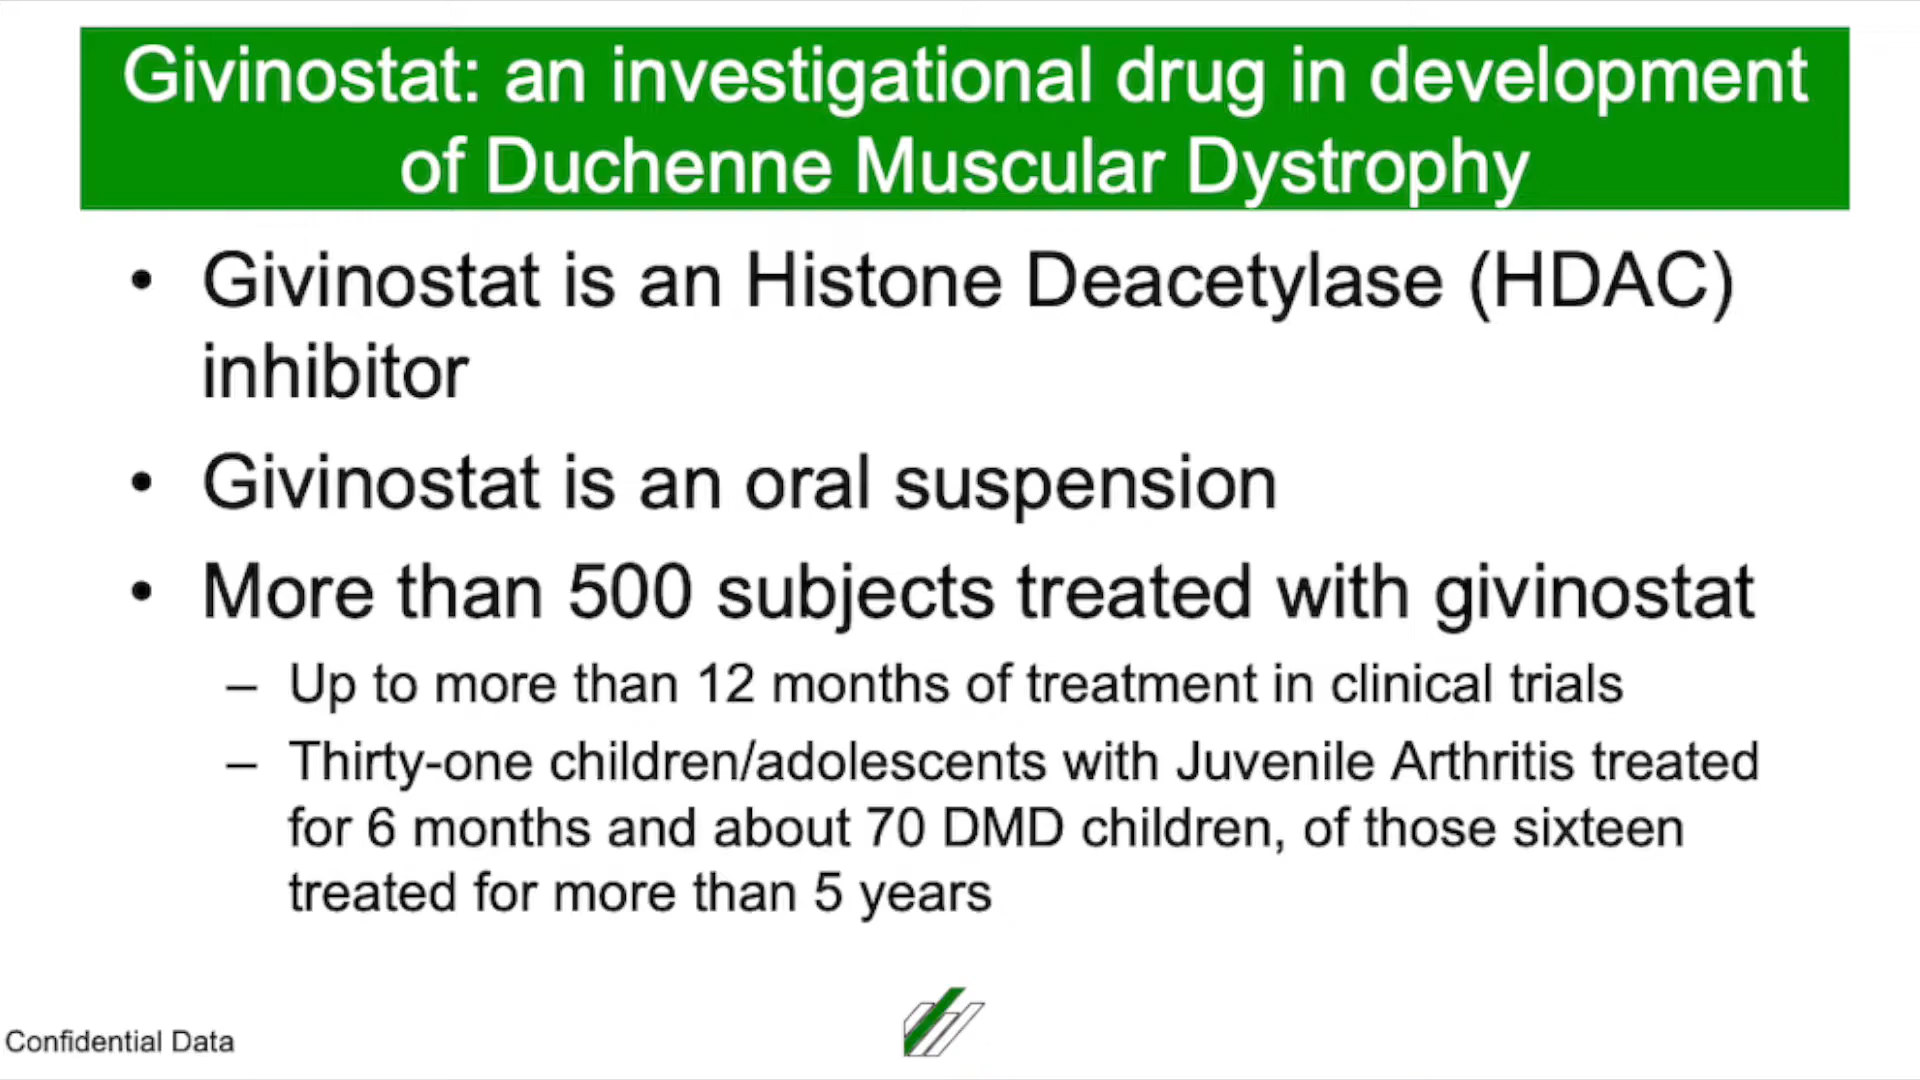 Givinostat: an investigational drug in development
of Duchenne Muscular Dystrophy
• Givinostat is an Histone Deacetylase (HDAC)
inhibitor
• Givinostat is an oral suspension
• More than 500 subjects treated with givinostat
– Up to more than 12 months of treatment in clinical trials
– Thirty-one children/adolescents with Juvenile Arthritis treated
for 6 months and about 70 DMD children, of those sixteen
treated for more than 5 years
Confidential Data